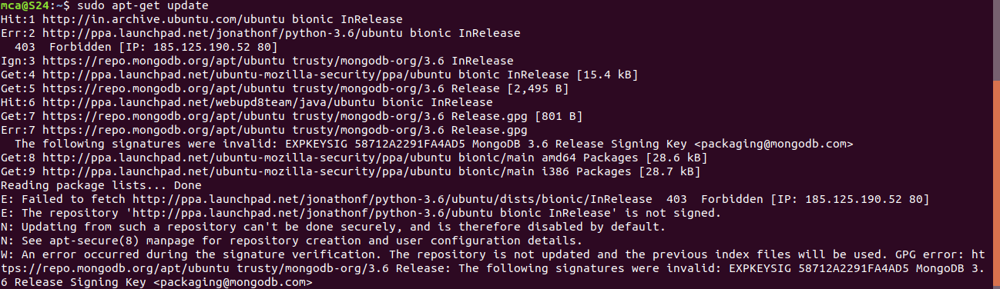 mca@S24:~$ sudo apt-get update
Hit:1 http://in.archive.ubuntu.com/ubuntu bionic InRelease
Err:2 http://ppa.launchpad.net/jonathonf/python-3.6/ubuntu bionic InRelease
  403  Forbidden [IP: 185.125.190.52 80]
Ign:3 https://repo.mongodb.org/apt/ubuntu trusty/mongodb-org/3.6 InRelease
Get:4 http://ppa.launchpad.net/ubuntu-mozilla-security/ppa/ubuntu bionic InRelease [15.4 kB]
Get:5 https://repo.mongodb.org/apt/ubuntu trusty/mongodb-org/3.6 Release [2,495 B]
Hit:6 http://ppa.launchpad.net/webupd8team/java/ubuntu bionic InRelease
Get:7 https://repo.mongodb.org/apt/ubuntu trusty/mongodb-org/3.6 Release.gpg [801 B]
Err:7 https://repo.mongodb.org/apt/ubuntu trusty/mongodb-org/3.6 Release.gpg
  The following signatures were invalid: EXPKEYSIG 58712A2291FA4AD5 MongoDB 3.6 Release Signing Key <packaging@mongodb.com>
Get:8 http://ppa.launchpad.net/ubuntu-mozilla-security/ppa/ubuntu bionic/main amd64 Packages [28.6 kB]
Get:9 http://ppa.launchpad.net/ubuntu-mozilla-security/ppa/ubuntu bionic/main i386 Packages [28.7 kB]
Reading package lists... Done
E: Failed to fetch http://ppa.launchpad.net/jonathonf/python-3.6/ubuntu/dists/bionic/InRelease  403  Forbidden [IP: 185.125.190.52 80]
E: The repository 'http://ppa.launchpad.net/jonathonf/python-3.6/ubuntu bionic InRelease' is not signed.
N: Updating from such a repository can't be done securely, and is therefore disabled by default.
N: See apt-secure(8) manpage for repository creation and user configuration details.
W: An error occurred during the signature verification. The repository is not updated and the previous index files will be used. GPG error: ht
tps://repo.mongodb.org/apt/ubuntu trusty/mongodb-org/3.6 Release: The following signatures were invalid: EXPKEYSIG 58712A2291FA4AD5 MongoDB 3.
6 Release Signing Key <packaging@mongodb.com>